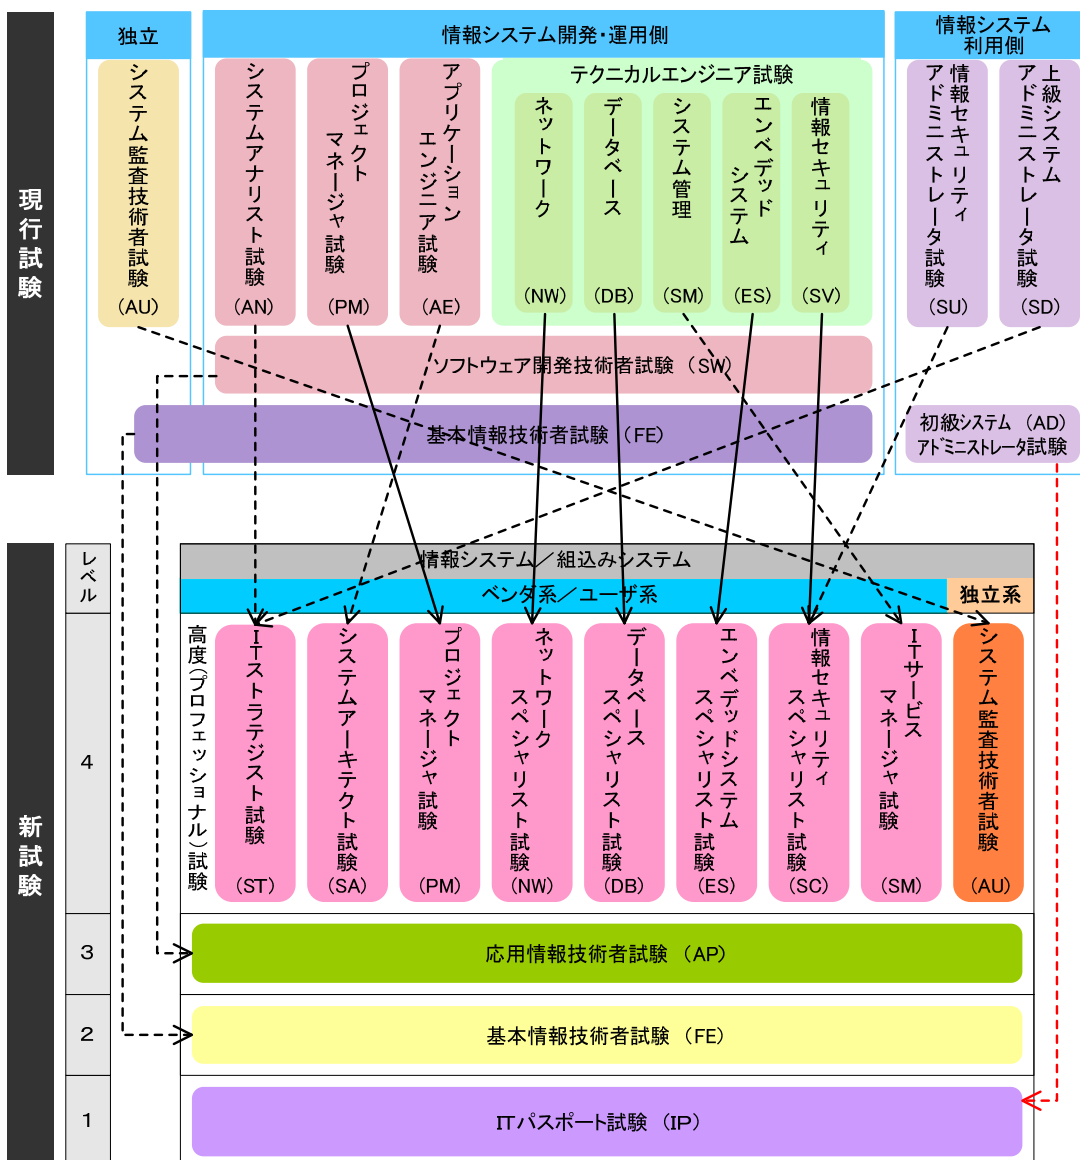 現行試験
独立
情報システム開発・運用側
情報システム
利用側
システム監査技術者試験
(AU)
システムアナリスト試験
(AN)
プロジェクト
マネージャ試験
(PM)
アプリケーション
エンジニア試験
(AE)
テクニカルエンジニア試験
ネットワーク
(NW)
データベース
(DB)
システム管理
(SM)
エンベデッド
システム
(ES)
情報セキュリティ
(SV)
情報セキュリティ
アドミニストレータ試験
(SU)
上級システム
アドミニストレータ試験
(SD)
ソフトウェア開発技術者試験 (SW)
基本情報技術者試験 (FE)
初級システム (AD)
アドミニストレータ試験
新試験
レベル
情報システム/組込みシステム
ベンダ系/ユーザ系
独立系
4
高度(プロフェッショナル)試験
ITストラテジスト試験
(ST)
システムアーキテクト試験
(SA)
プロジェクト
マネージャ試験
(PM)
ネットワーク
スペシャリスト試験
(NW)
データベース
スペシャリスト試験
(DB)
エンベデッドシステム
スペシャリスト試験
(ES)
情報セキュリティ
スペシャリスト試験
(SC)
ITサービス
マネージャ試験
(SM)
システム監査技術者試験
(AU)
3
応用情報技術者試験 (AP)
2
基本情報技術者試験 (FE)
1
ITパスポート試験 (IP)